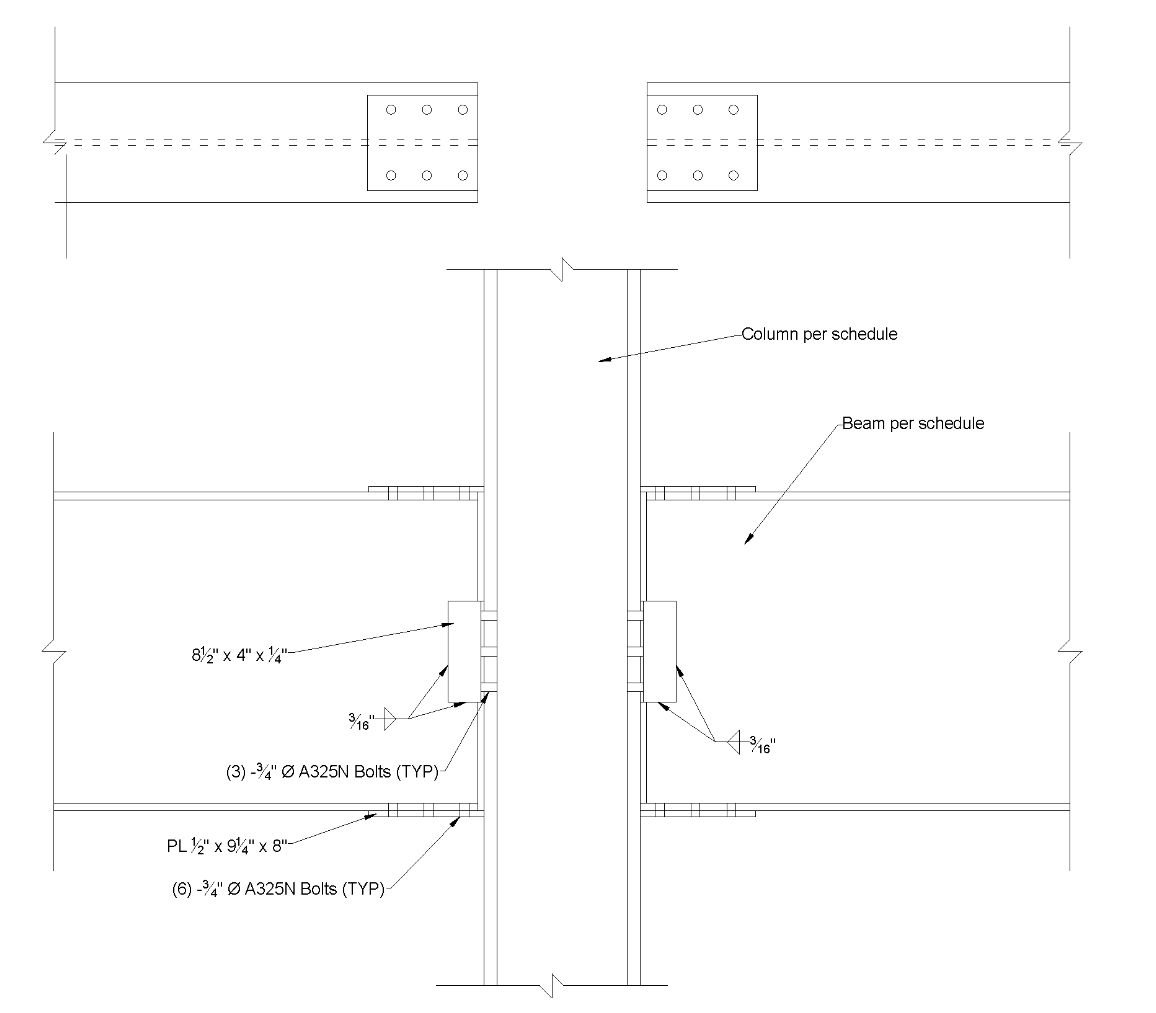 Column per schedule
Beam per schedule
8½" x 4" x ¼"
3⁄16"
3⁄16"
(3) -¾" Ø A325N Bolts (TYP)
PL ½" x 9¼" x 8"
(6) -¾" Ø A325N Bolts (TYP)